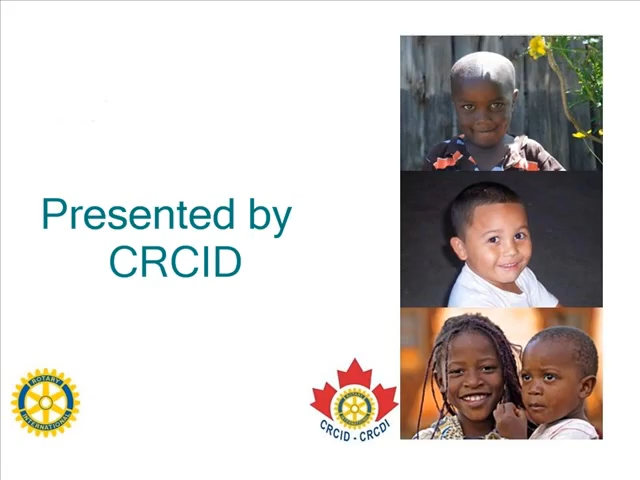 Presented by
CRCID
ROTARY
INTERNATIONAL
CRCID - CRCDI